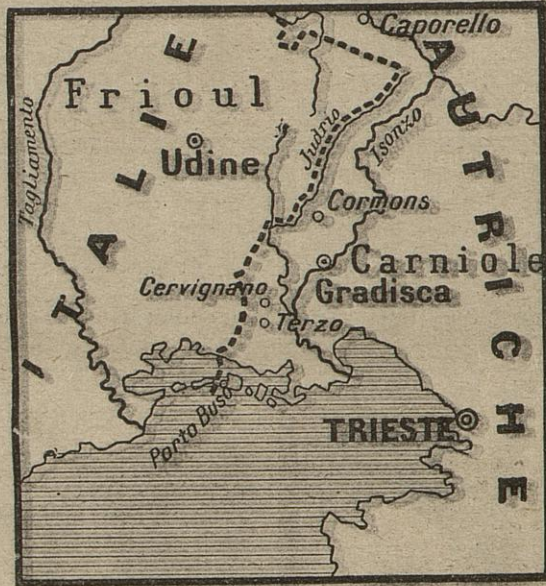 Caporello
ITALIE
AUTRICHE
Frioul
Tagliamento
Udine
Judrio
Isonzo
Cormons
Carniole
Gradisca
Cervignano
Terzo
Porto Buso
TRIESTE